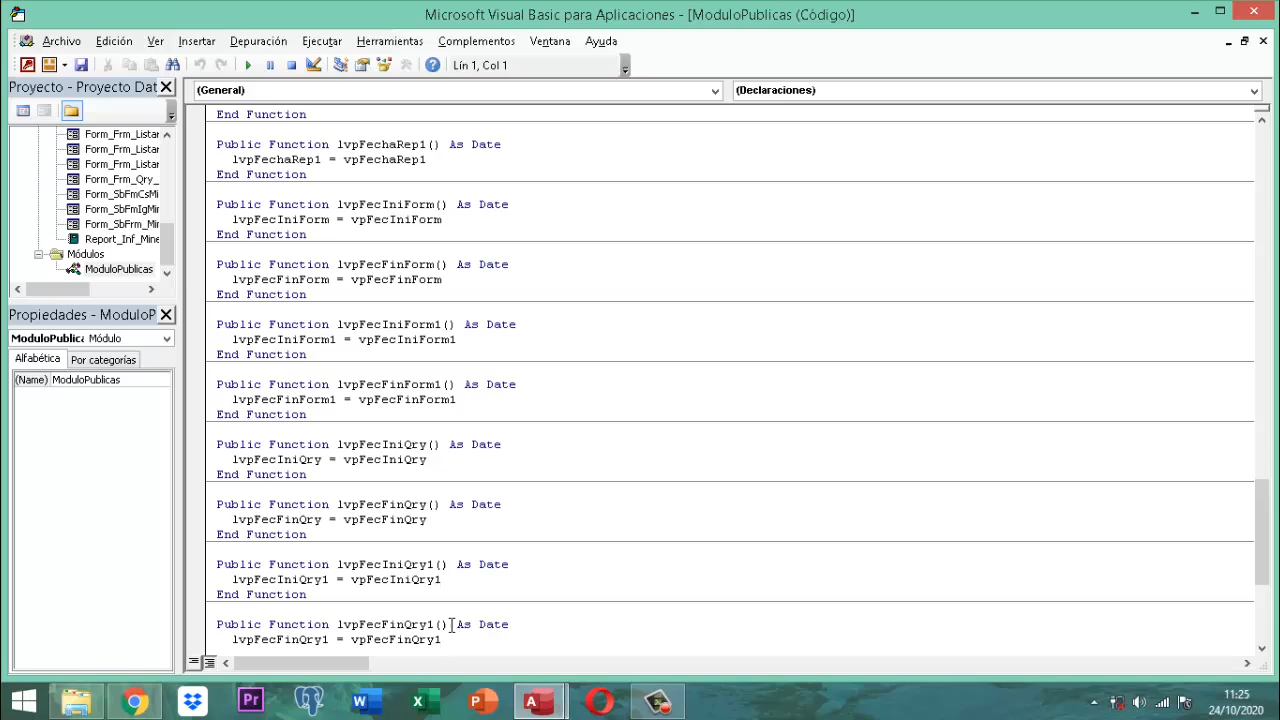 Microsoft Visual Basic para Aplicaciones - [ModuloPublicas (Código)]
Archivo Edición Ver Insertar Depuración Ejecutar Herramientas Complementos Ventana Ayuda
Lín 1, Col 1
Proyecto - Proyecto Dat
Form_Frm_Listar
Form_Frm_Listar
Form_Frm_Listar
Form_Frm_Qry_
Form_SbFmCsMi
Form_SbFmIgMin
Form_SbFrm_Min
Report_Inf_Mine
Módulos
ModuloPublicas
Propiedades - ModuloP
ModuloPublica Módulo
Alfabética Por categorías
(Name) ModuloPublicas
(General) (Declaraciones)
End Function
Public Function lvpFechaRep1() As Date
lvpFechaRep1 = vpFechaRep1
End Function
Public Function lvpFecIniForm() As Date
lvpFecIniForm = vpFecIniForm
End Function
Public Function lvpFecFinForm() As Date
lvpFecFinForm = vpFecFinForm
End Function
Public Function lvpFecIniForm1() As Date
lvpFecIniForm1 = vpFecIniForm1
End Function
Public Function lvpFecFinForm1() As Date
lvpFecFinForm1 = vpFecFinForm1
End Function
Public Function lvpFecIniQry() As Date
lvpFecIniQry = vpFecIniQry
End Function
Public Function lvpFecFinQry() As Date
lvpFecFinQry = vpFecFinQry
End Function
Public Function lvpFecIniQry1() As Date
lvpFecIniQry1 = vpFecIniQry1
End Function
Public Function lvpFecFinQry1() As Date
lvpFecFinQry1 = vpFecFinQry1
Pr
11:25
24/10/2020